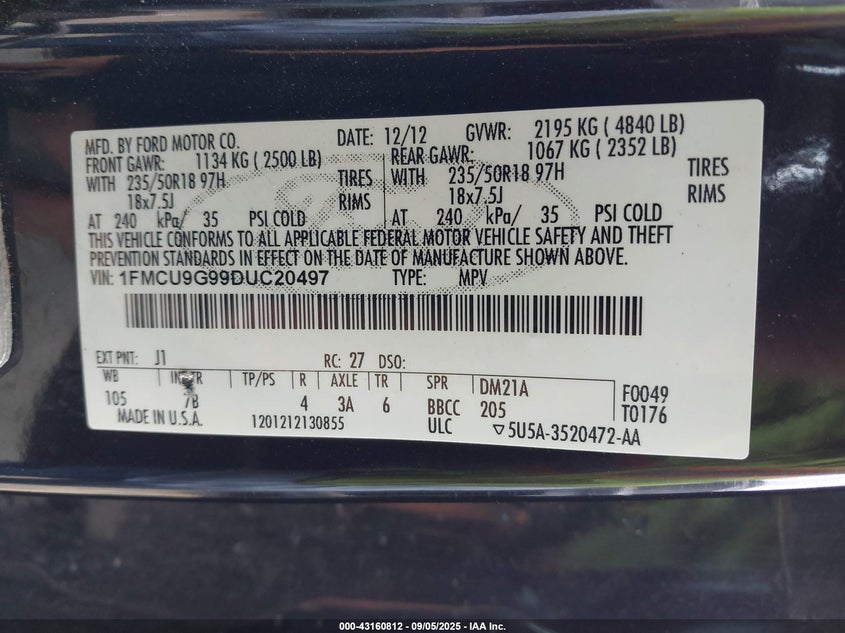 MFD. BY FORD MOTOR CO. DATE: 12/12 GVWR: 2195 KG ( 4840 LB)
FRONT GAWR: 1134 KG ( 2500 LB) REAR GAWR: 1067 KG ( 2352 LB)
WITH 235/50R18 97H TIRES WITH 235/50R18 97H TIRES
18x7.5J RIMS 18x7.5J RIMS
AT 240 kPa/ 35 PSI COLD AT 240 kPa/ 35 PSI COLD
THIS VEHICLE CONFORMS TO ALL APPLICABLE FEDERAL MOTOR VEHICLE SAFETY AND THEFT
PREVENTION STANDARDS IN EFFECT ON THE DATE OF MANUFACTURE SHOWN ABOVE.
VIN: 1FMCU9G99DUC20497 TYPE: MPV
EXT PNT: J1 RC: 27 DSO:
WB TP/PS R AXLE TR SPR DM21A F0049
105 7B 4 3A 6 BBCC 205 T0176
MADE IN U.S.A. 1201212130855 ULC ▽5U5A-3520472-AA
000-43160812 - 09/05/2025 - IAA Inc.